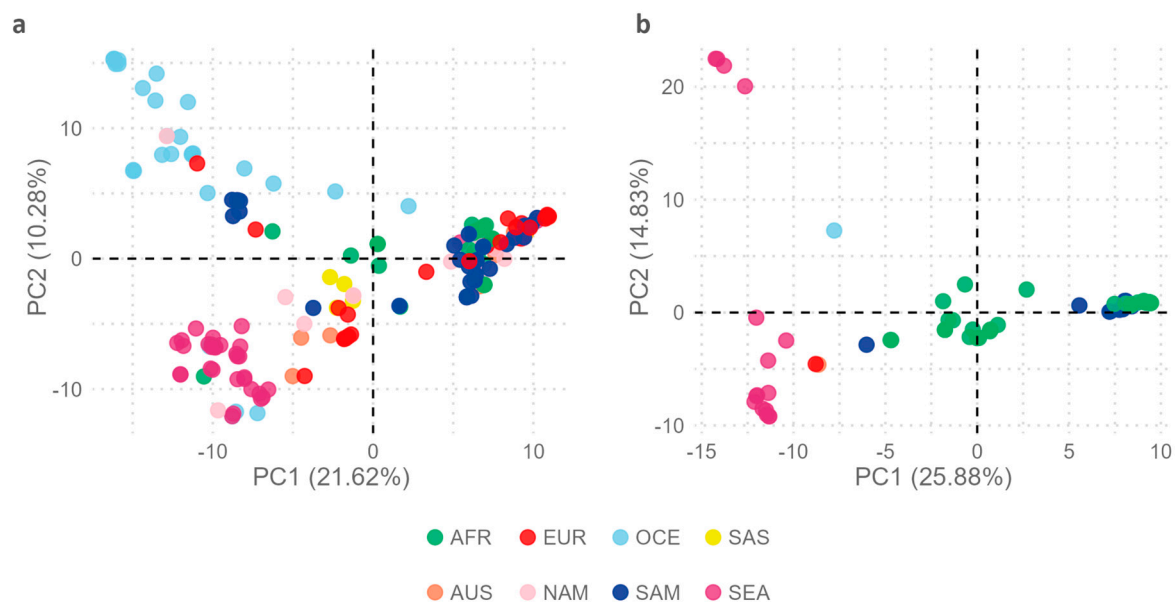 a
b
10
0
-10
-10
0
10
PC1 (21.62%)
PC2 (10.28%)
20
10
0
-10
-15
-10
-5
0
5
10
PC1 (25.88%)
PC2 (14.83%)
AFR EUR OCE SAS
AUS NAM SAM SEA